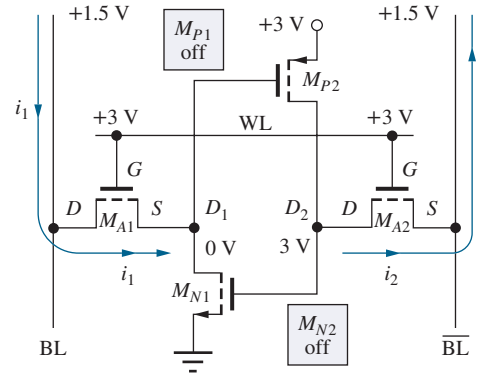 +1.5 V
M_P1 off
+3 V
+1.5 V
M_P2
i_1
+3 V
WL
+3 V
i_2
G
G
D
M_A1
S
D_1
D_2
D
M_A2
S
0 V
3 V
i_1
i_2
M_N1
M_N2 off
BL
B̅L̅